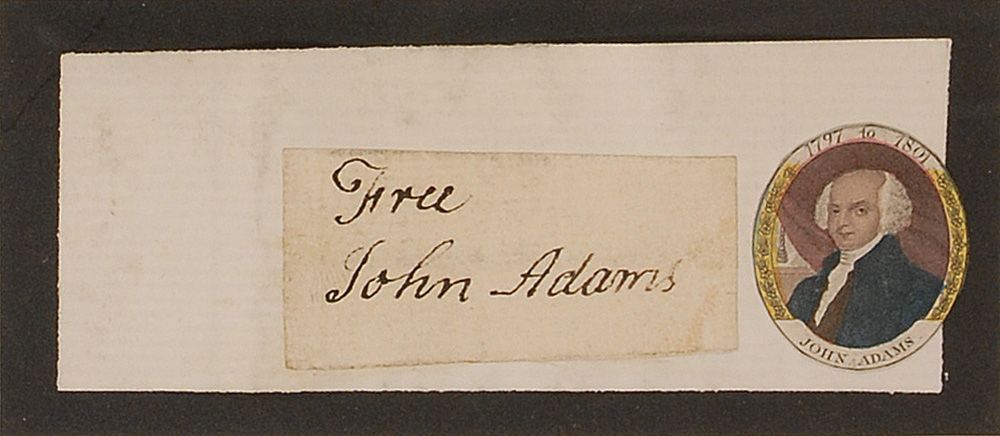 Free
John Adams
1797 to 1801
JOHN ADAMS